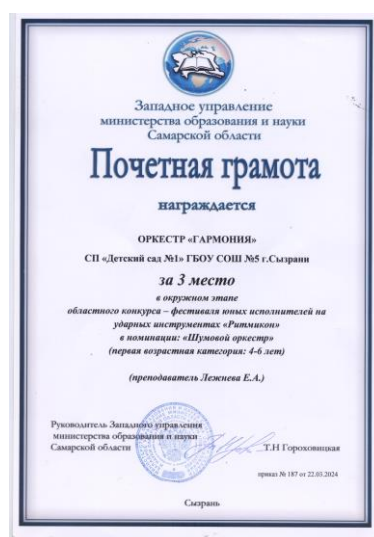 Западное управление
министерства образования и науки
Самарской области
Почетная грамота
награждается
ОРКЕСТР «ГАРМОНИЯ»
СП «Детский сад №1» ГБОУ СОШ №5 г.Сызрани
за 3 место
в окружном этапе
областного конкурса – фестиваля юных исполнителей на
ударных инструментах «Ритмикон»
в номинации: «Шумовой оркестр»
(первая возрастная категория: 4-6 лет)
(преподаватель Лежнева Е.А.)
Руководитель Западного управления
министерства образования и науки
Самарской области
Т.Н Гороховицкая
приказ № 187 от 22.03.2024
Сызрань